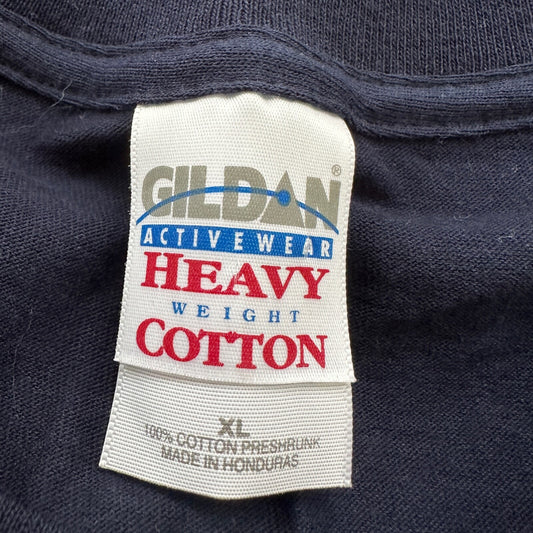 GILDAN®
ACTIVEWEAR
HEAVY
WEIGHT
COTTON
XL
100% COTTON PRESHRUNK
MADE IN HONDURAS